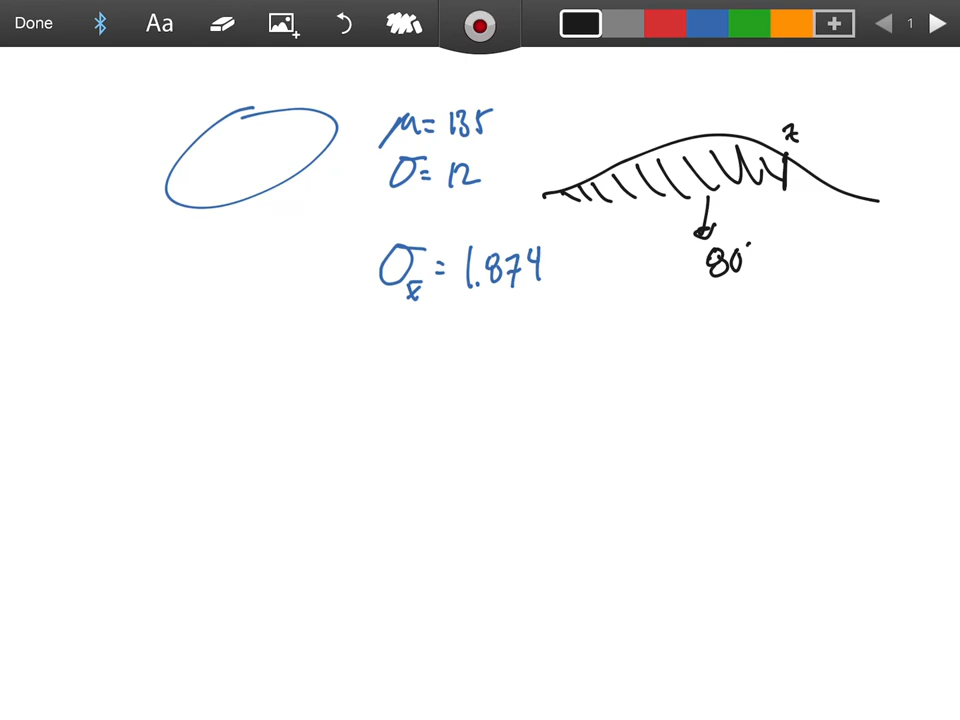 Done Aa 1
μ = 135
σ = 12
z
80
σx̄ = 1.874